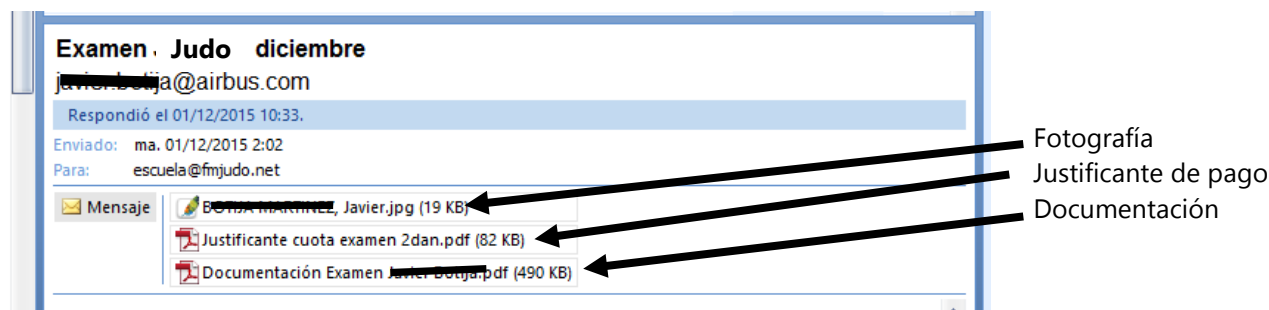 Examen Judo diciembre
@airbus.com
Respondió el 01/12/2015 10:33.
Enviado: ma. 01/12/2015 2:02
Para: escuela@fmjudo.net
Mensaje
, Javier.jpg (19 KB)
Justificante cuota examen 2dan.pdf (82 KB)
Documentación Examen .pdf (490 KB)
Fotografía
Justificante de pago
Documentación